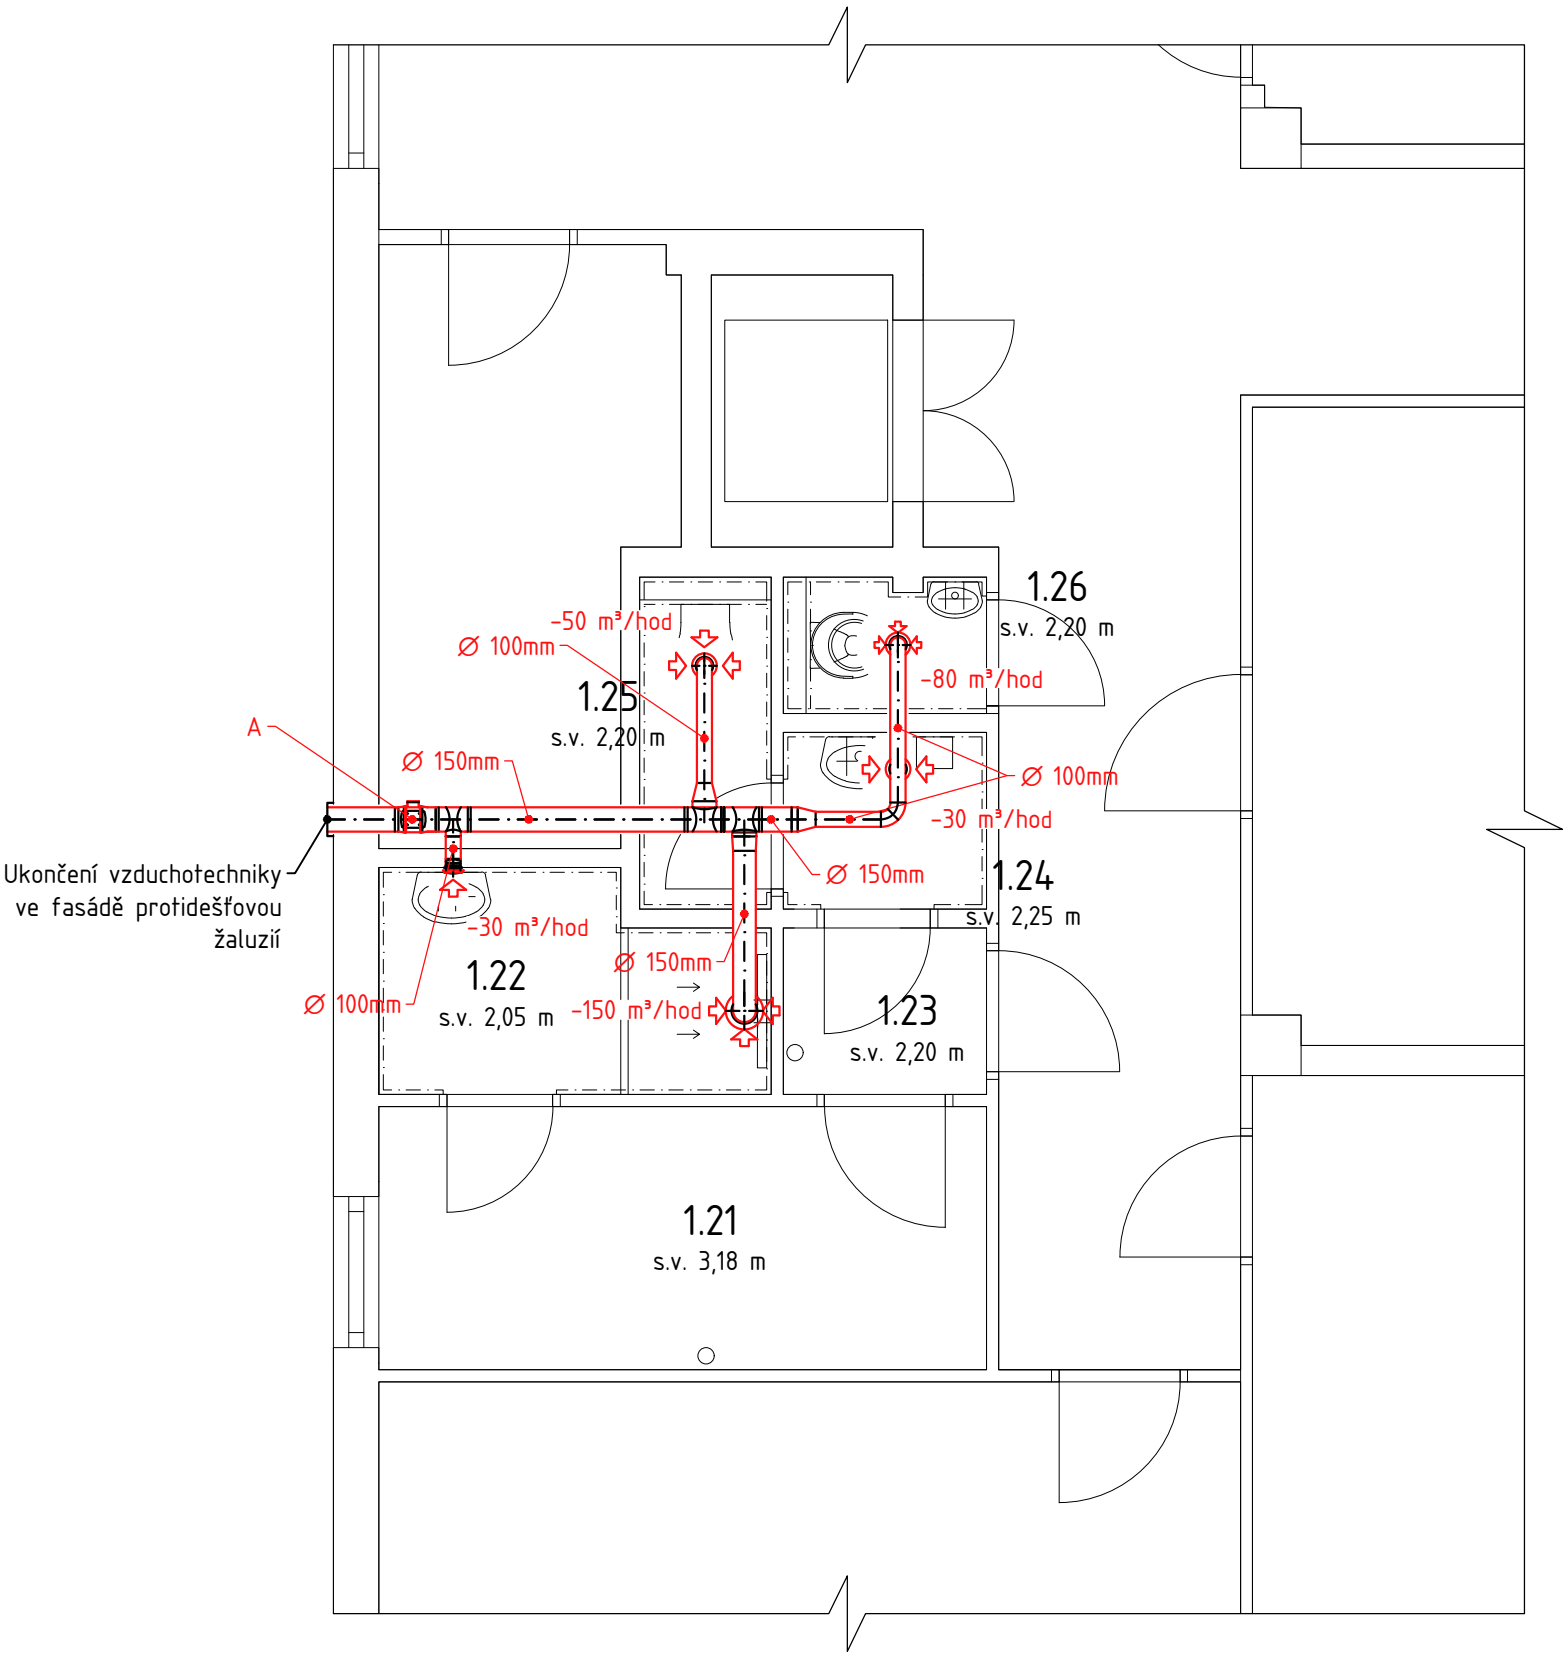 1.26
s.v. 2,20 m
-50 m³/hod
Ø 100mm
-80 m³/hod
1.25
s.v. 2,20 m
A
Ø 150mm
Ø 100mm
-30 m³/hod
Ukončení vzduchotechniky
ve fasádě protidešťovou
žaluzií
Ø 150mm
1.24
s.v. 2,25 m
-30 m³/hod
Ø 150mm
1.22
s.v. 2,05 m
Ø 100mm
-150 m³/hod
1.23
s.v. 2,20 m
1.21
s.v. 3,18 m